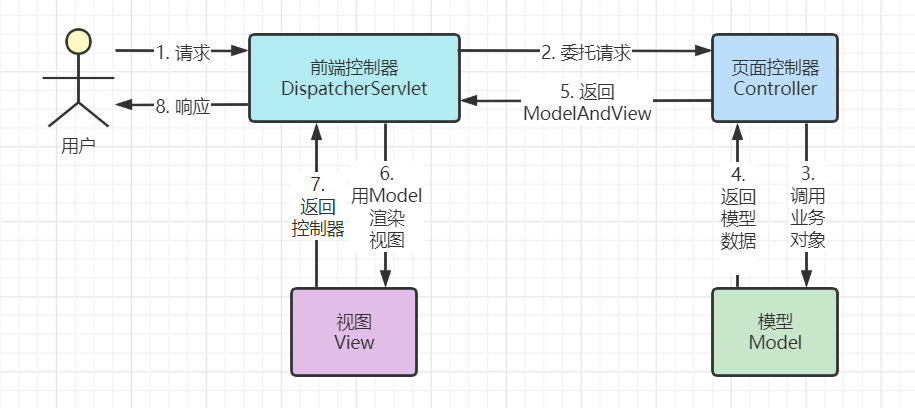 1. 请求
前端控制器
DispatcherServlet
2. 委托请求
页面控制器
Controller
8. 响应
5. 返回
ModelAndView
用户
7.
返回
控制器
6.
用Model
渲染
视图
4.
返回
模型
数据
3.
调用
业务
对象
视图
View
模型
Model